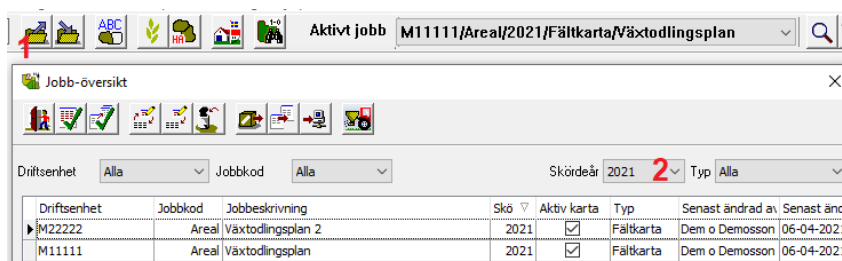 ABC
HA
1-0
Aktivt jobb M11111/Areal/2021/Fältkarta/Växtodlingsplan
1
Jobb-översikt
Driftsenhet Alla Jobbkod Alla Skördeår 2021 2 Typ Alla
Driftsenhet Jobbkod Jobbeskrivning Skö Aktiv karta Typ Senast ändrad av Senast änd
M22222 Areal Växtodlingsplan 2 2021 Fältkarta Dem o Demosson 06-04-2021
M11111 Areal Växtodlingsplan 2021 Fältkarta Dem o Demosson 06-04-2021